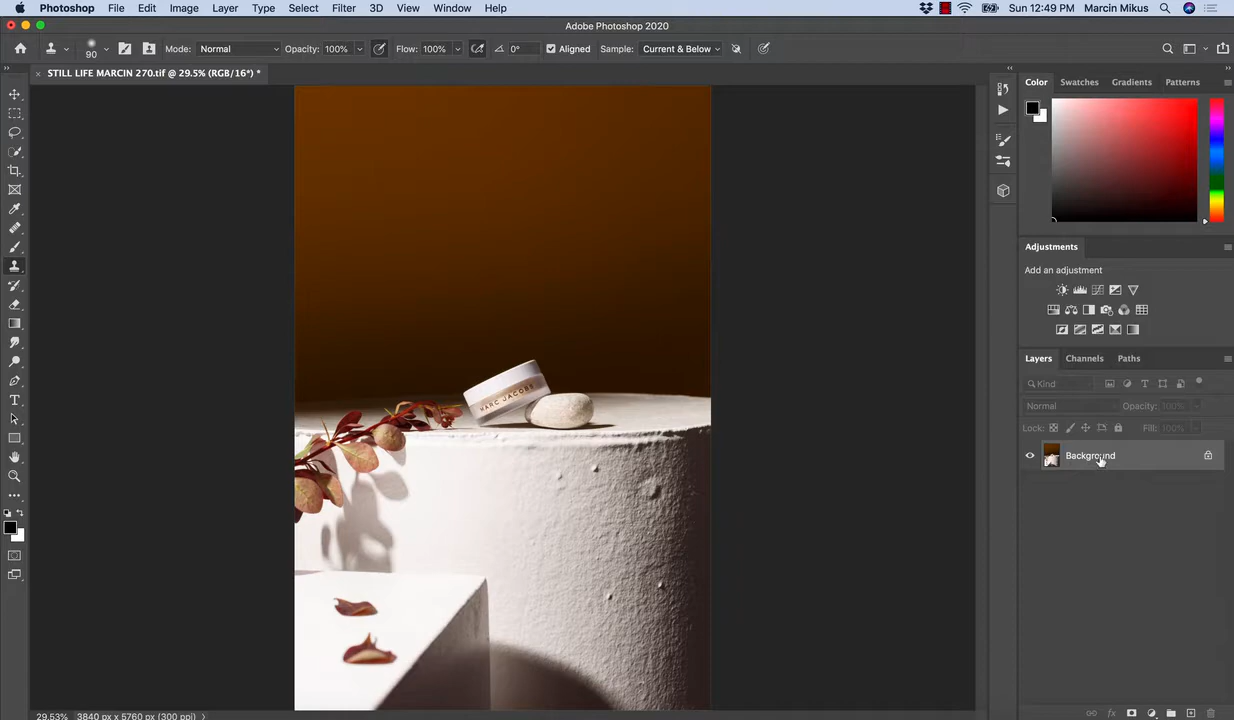 Photoshop File Edit Image Layer Type Select Filter 3D View Window Help Sun 12:49 PM Marcin Mikus
Adobe Photoshop 2020
90 Mode: Normal Opacity: 100% Flow: 100% 0° Aligned Sample: Current & Below
× STILL LIFE MARCIN 270.tif @ 29.5% (RGB/16*) *
Color Swatches Gradients Patterns
Adjustments
Add an adjustment
Layers Channels Paths
Kind
Normal Opacity: 100%
Lock: Fill: 100%
Background
MARC JACOBS
29.53% 3840 px x 5760 px (300 ppi)